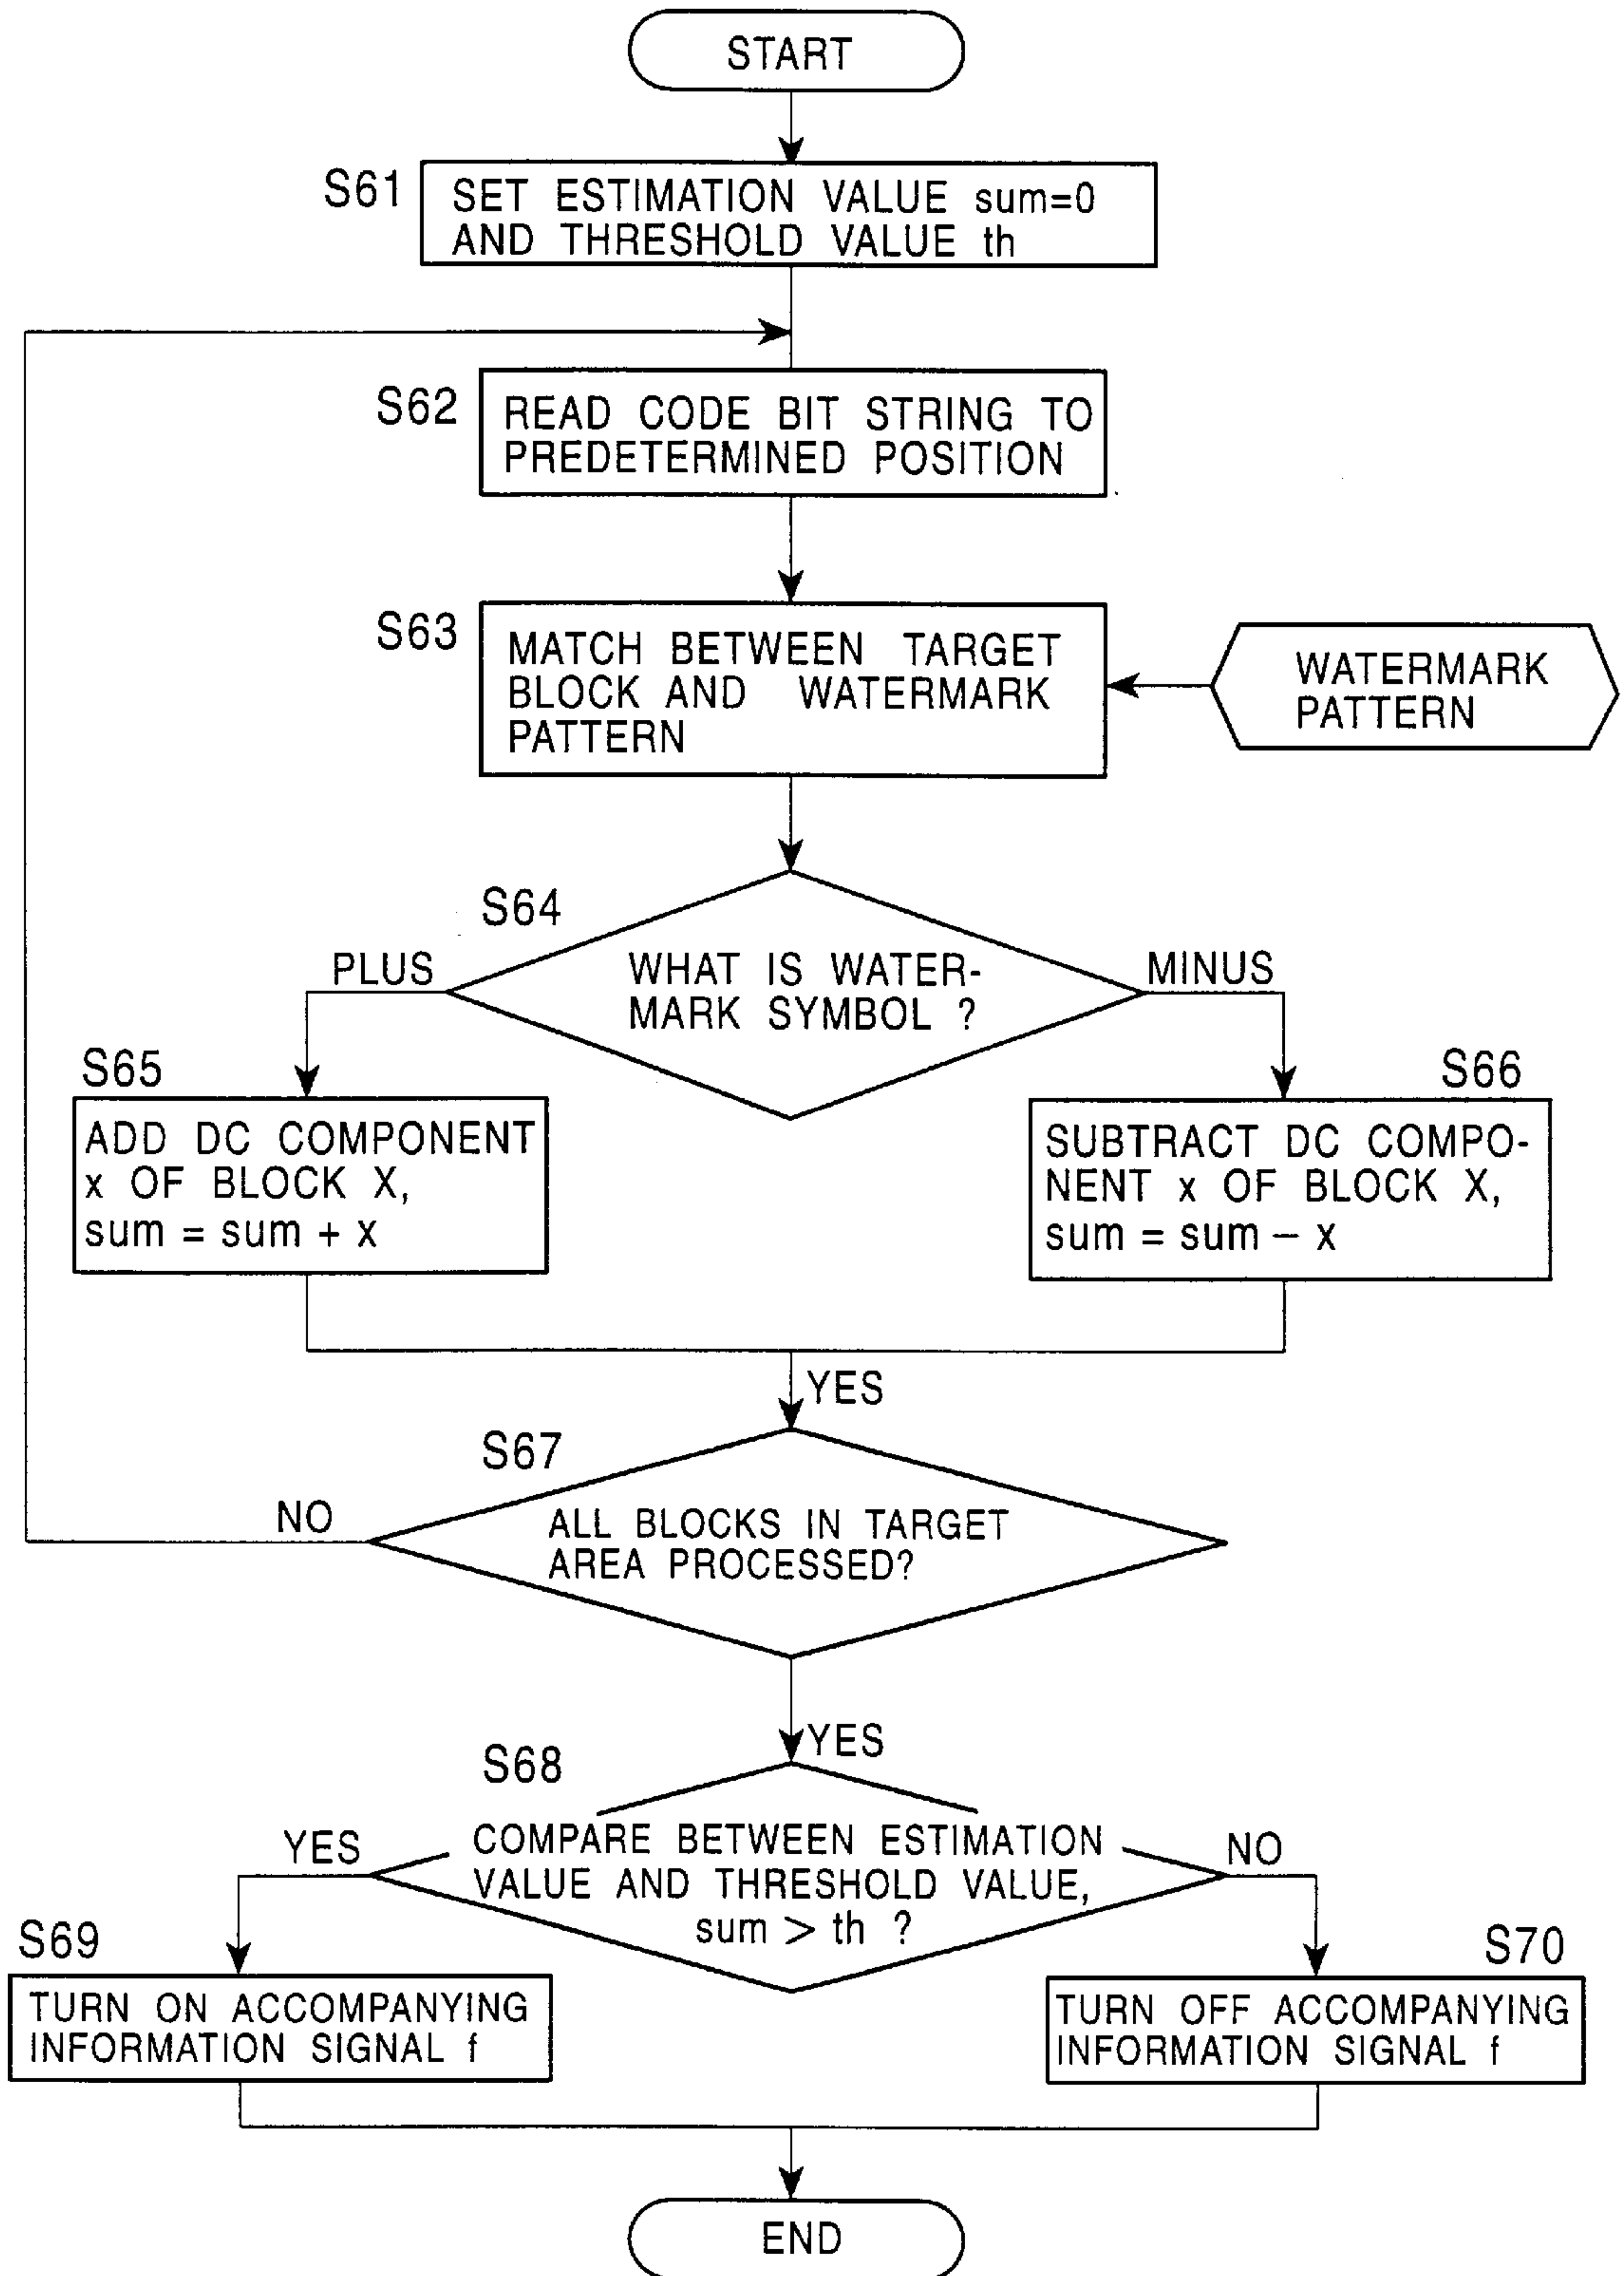 START
S61
SET ESTIMATION VALUE sum=0
AND THRESHOLD VALUE th
S62
READ CODE BIT STRING TO
PREDETERMINED POSITION
S63
MATCH BETWEEN TARGET
BLOCK AND WATERMARK
PATTERN
WATERMARK
PATTERN
S64
PLUS
WHAT IS WATER-
MARK SYMBOL ?
MINUS
S65
ADD DC COMPONENT
x OF BLOCK X,
sum = sum + x
S66
SUBTRACT DC COMPO-
NENT x OF BLOCK X,
sum = sum − x
YES
S67
NO
ALL BLOCKS IN TARGET
AREA PROCESSED?
YES
S68
YES
COMPARE BETWEEN ESTIMATION
VALUE AND THRESHOLD VALUE,
sum > th ?
NO
S69
TURN ON ACCOMPANYING
INFORMATION SIGNAL f
S70
TURN OFF ACCOMPANYING
INFORMATION SIGNAL f
END